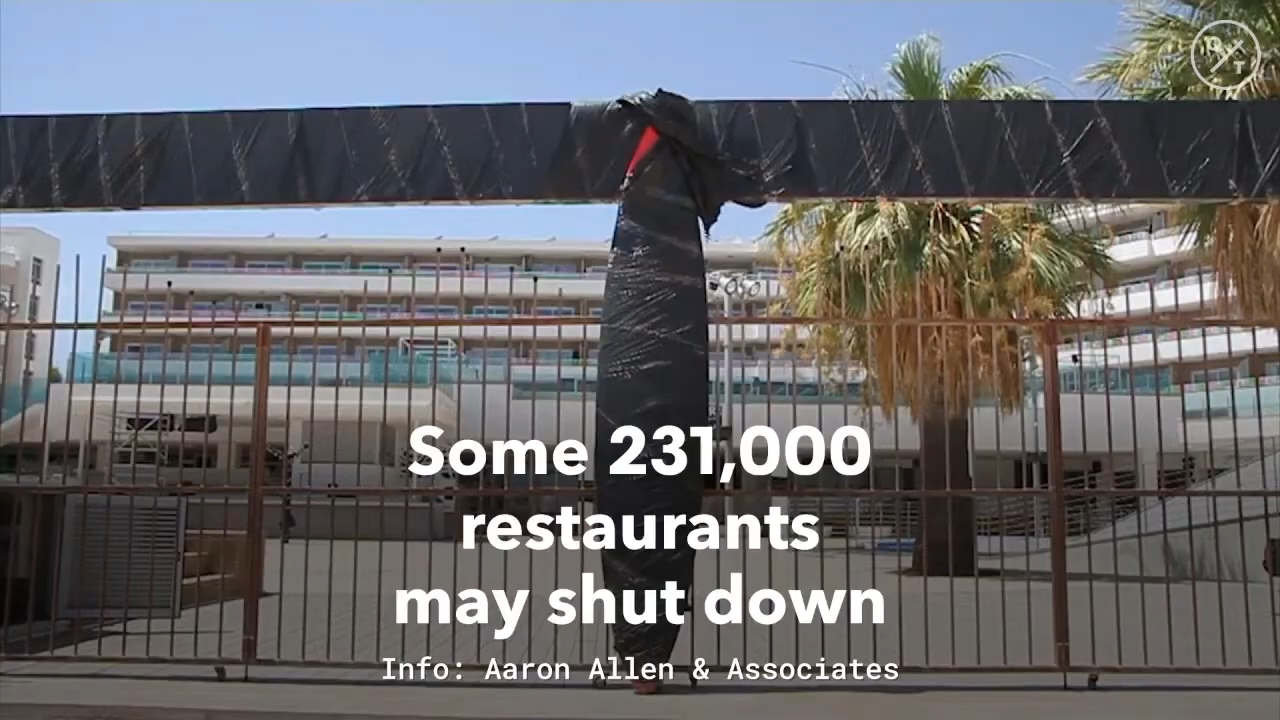 Some 231,000
restaurants
may shut down
Info: Aaron Allen & Associates